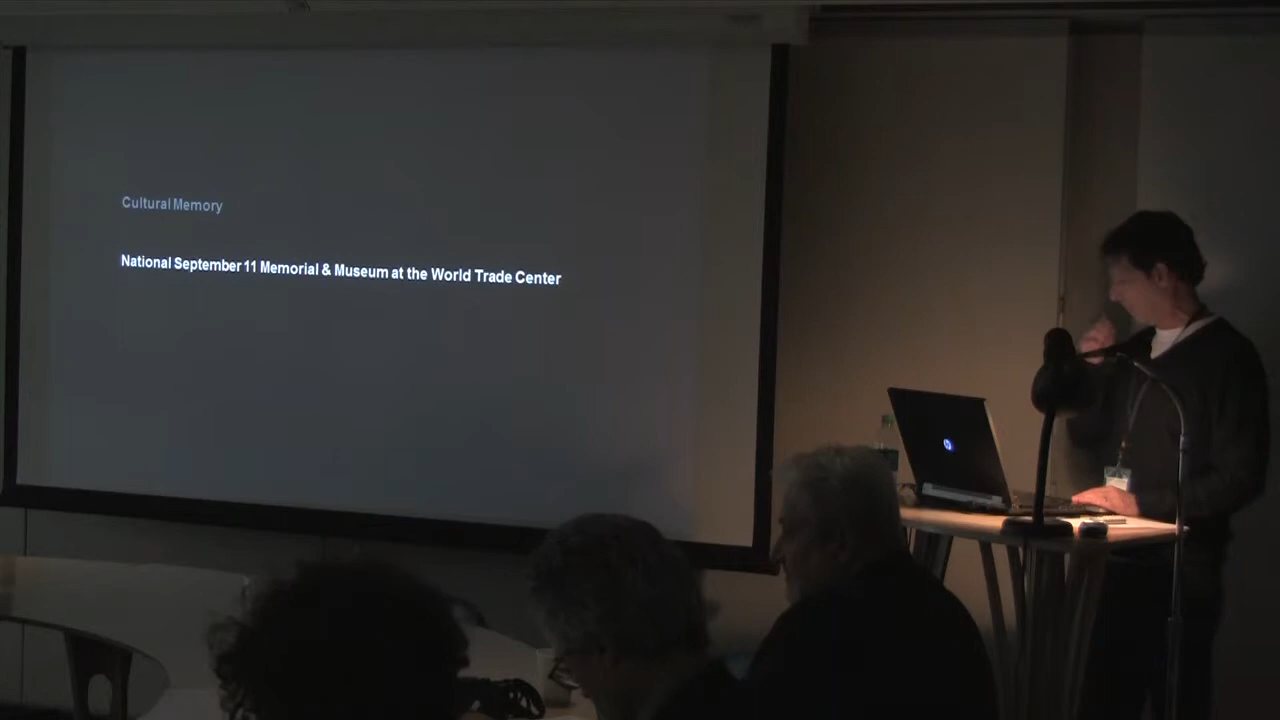 Cultural Memory
National September 11 Memorial & Museum at the World Trade Center